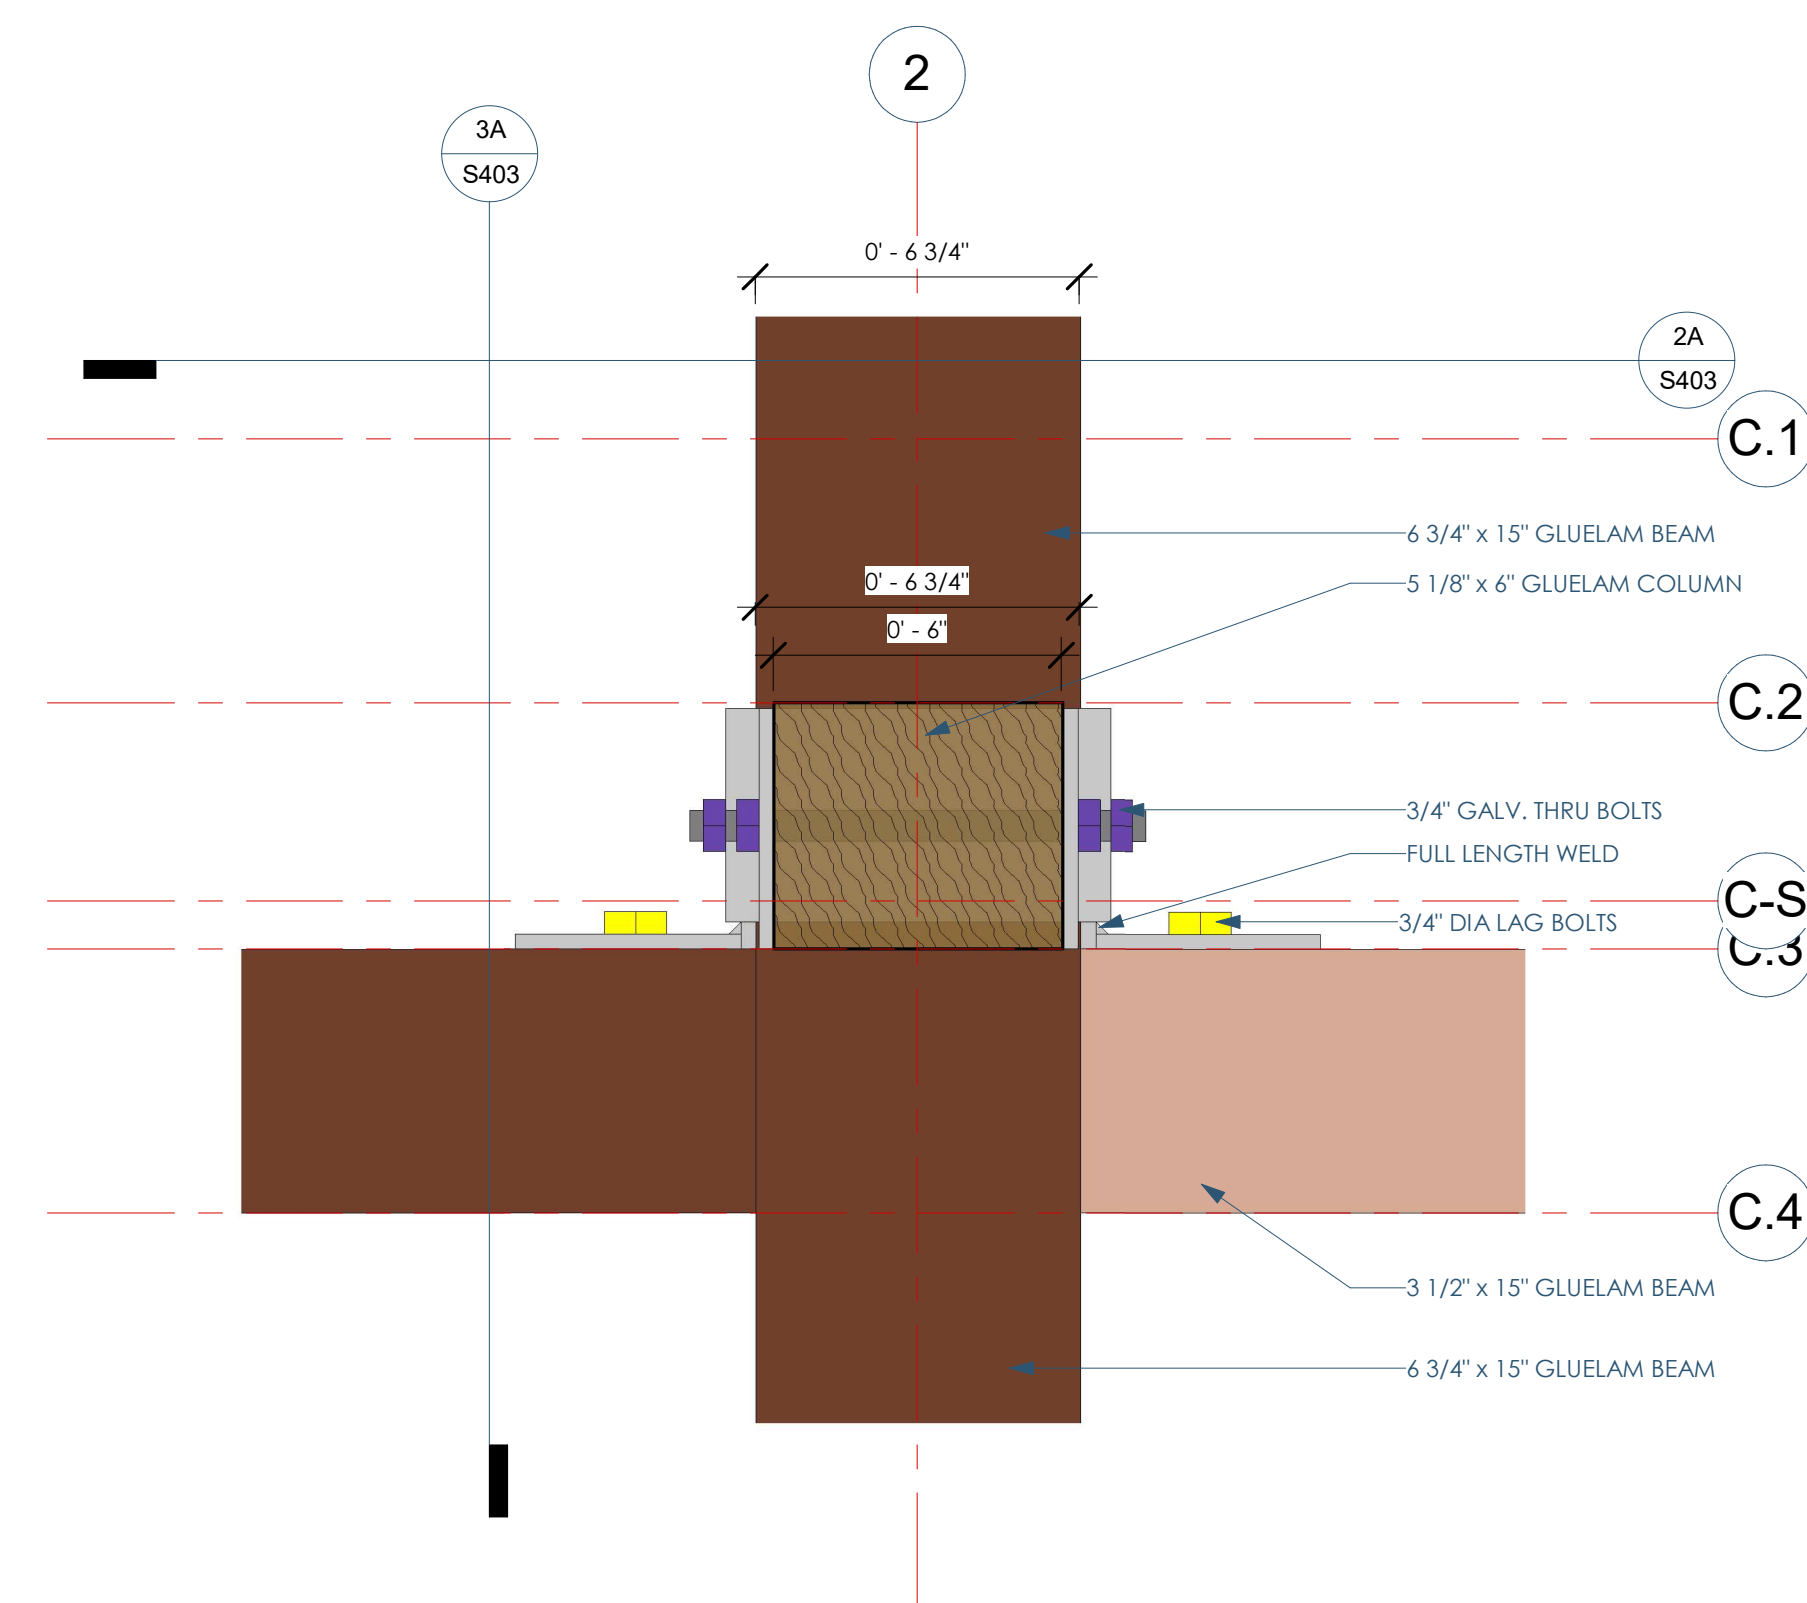 2
3A
S403
0' - 6 3/4"
2A
S403
C.1
6 3/4" x 15" GLUELAM BEAM
0' - 6 3/4"
5 1/8" x 6" GLUELAM COLUMN
0' - 6"
C.2
3/4" GALV. THRU BOLTS
FULL LENGTH WELD
C-S
3/4" DIA LAG BOLTS
C.3
C.4
3 1/2" x 15" GLUELAM BEAM
6 3/4" x 15" GLUELAM BEAM